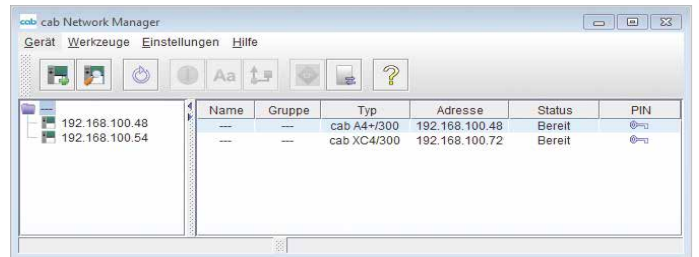 cab cab Network Manager
Gerät Werkzeuge Einstellungen Hilfe
Aa ?
---
192.168.100.48
192.168.100.54
Name Gruppe Typ Adresse Status PIN
--- --- cab A4+/300 192.168.100.48 Bereit
--- --- cab XC4/300 192.168.100.72 Bereit